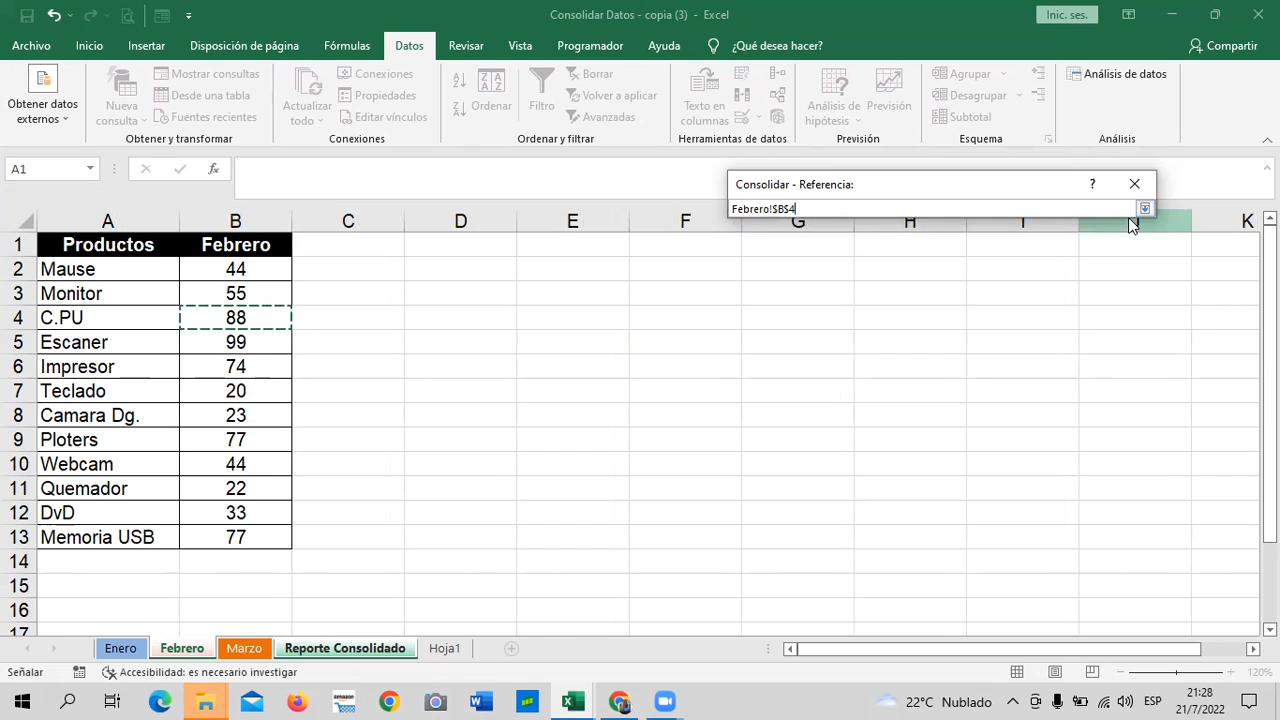 Consolidar Datos - copia (3) - Excel
Inic. ses.
Archivo Inicio Insertar Disposición de página Fórmulas Datos Revisar Vista Programador Ayuda ¿Qué desea hacer? Compartir
Obtener datos externos
Nueva consulta
Mostrar consultas
Desde una tabla
Fuentes recientes
Obtener y transformar
Actualizar todo
Conexiones
Propiedades
Editar vínculos
Conexiones
Ordenar
Filtro
Borrar
Volver a aplicar
Avanzadas
Ordenar y filtrar
Texto en columnas
Herramientas de datos
Análisis de hipótesis
Previsión
Previsión
Agrupar
Desagrupar
Subtotal
Esquema
Análisis de datos
Análisis
A1
fx
Consolidar - Referencia:
?
Febrero!$B$4
A B C D E F G H I K
1 Productos Febrero
2 Mause 44
3 Monitor 55
4 C.PU 88
5 Escaner 99
6 Impresor 74
7 Teclado 20
8 Camara Dg. 23
9 Ploters 77
10 Webcam 44
11 Quemador 22
12 DvD 33
13 Memoria USB 77
14
15
16
17
Enero Febrero Marzo Reporte Consolidado Hoja1
Señalar Accesibilidad: es necesario investigar 120%
22°C Nublado ESP 21:28
21/7/2022